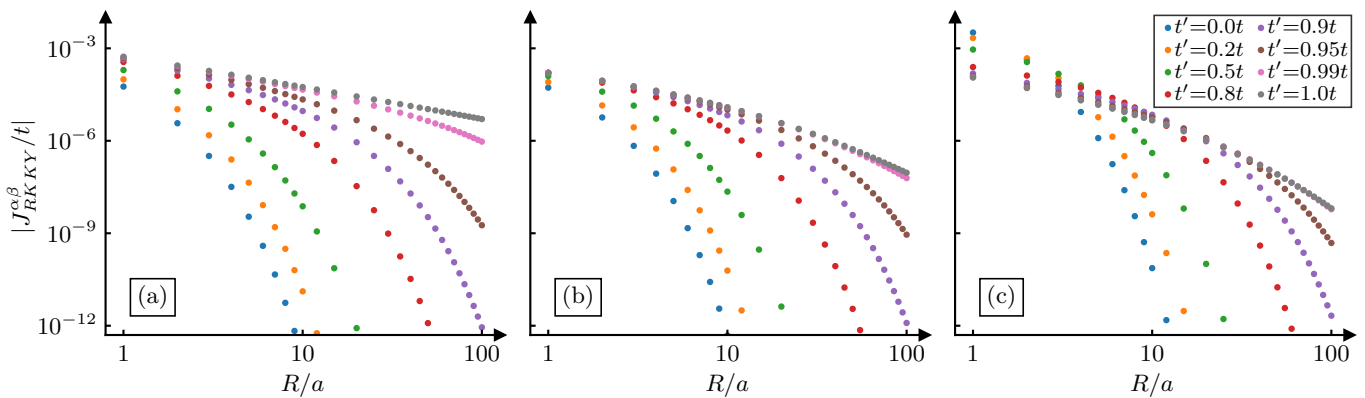 |J_{RKKY}^{αβ}/t|
10^{-3}
10^{-6}
10^{-9}
10^{-12}
(a)
1
10
100
R/a
(b)
1
10
100
R/a
(c)
1
10
100
R/a
t′=0.0t t′=0.9t
t′=0.2t t′=0.95t
t′=0.5t t′=0.99t
t′=0.8t t′=1.0t